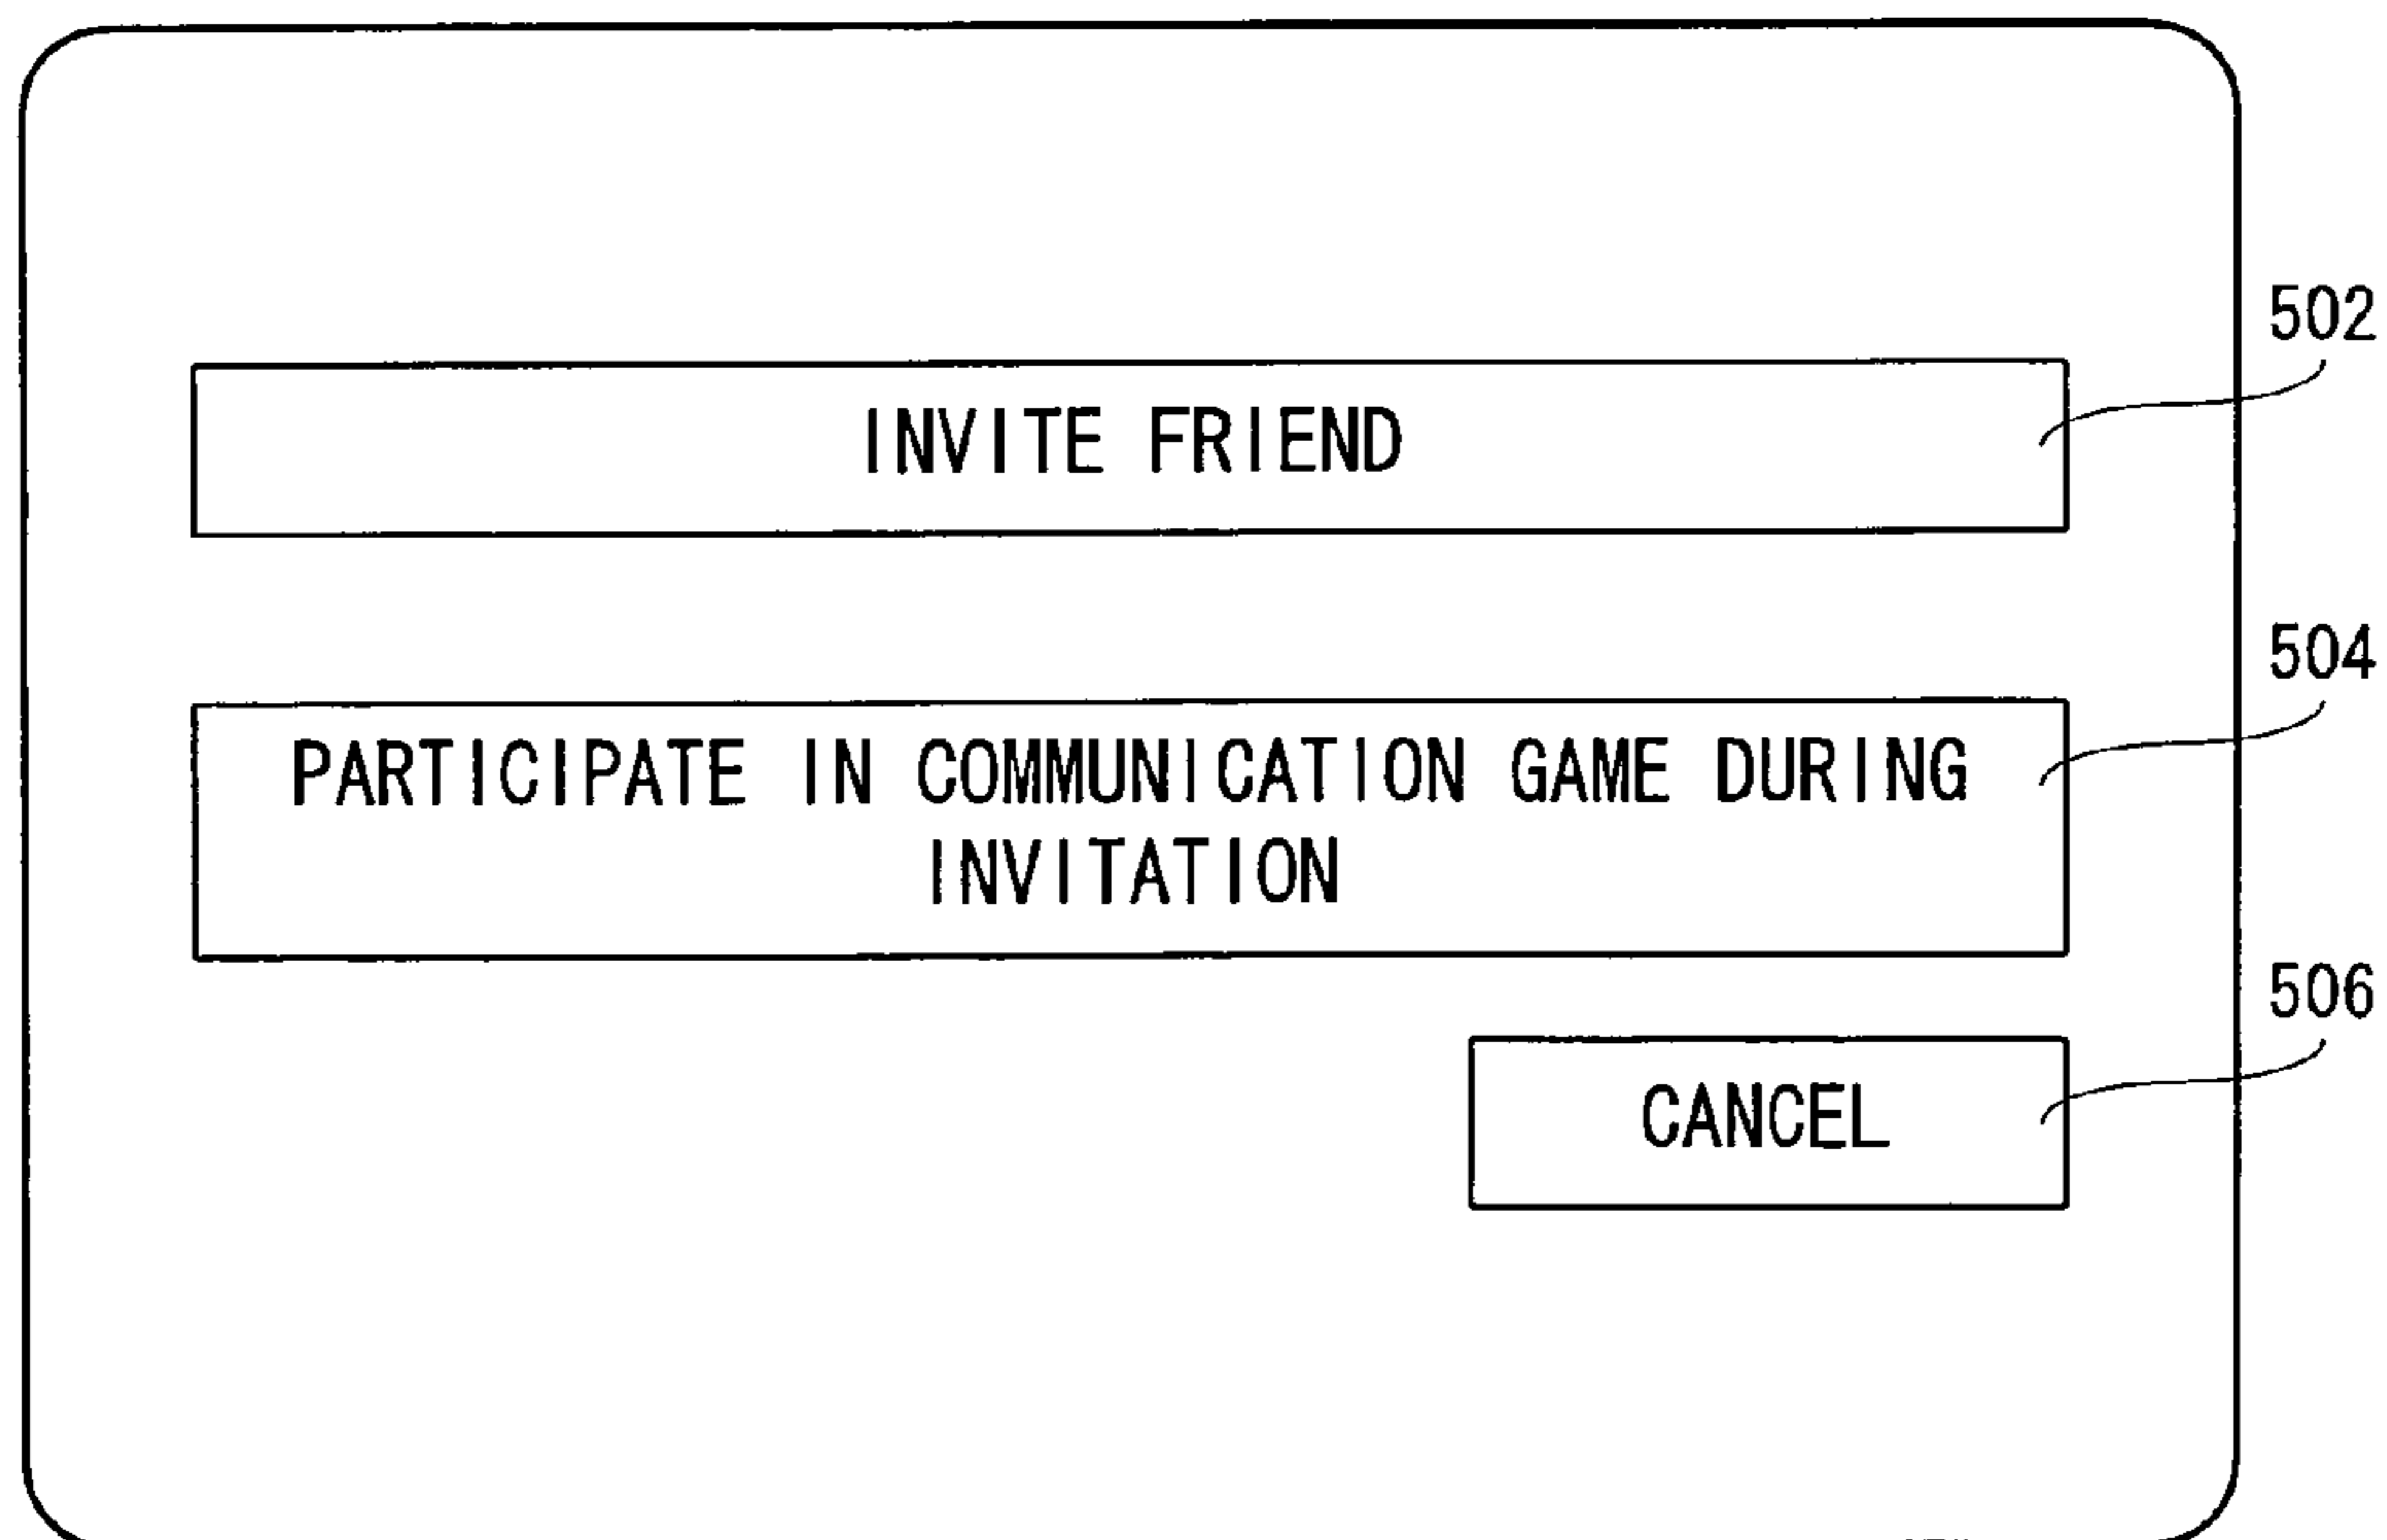 502
INVITE FRIEND
504
PARTICIPATE IN COMMUNICATION GAME DURING
INVITATION
506
CANCEL